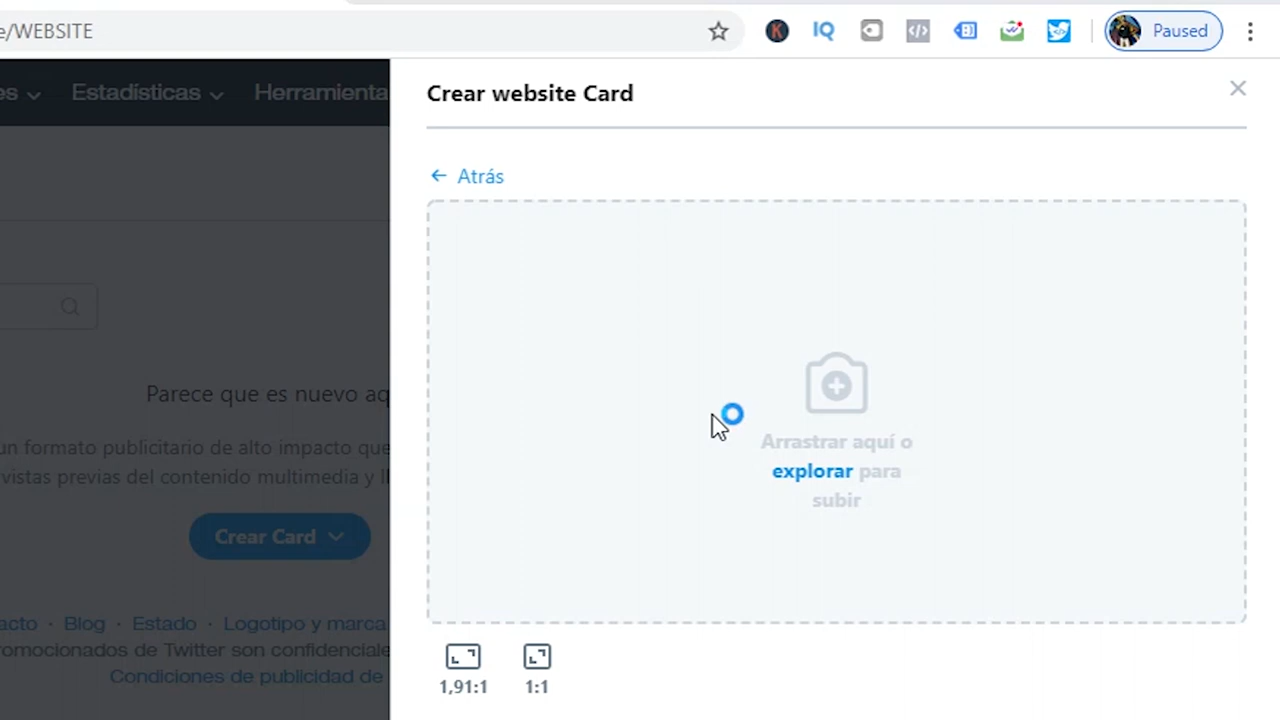 e/WEBSITE
IQ
K
Paused
es
Estadísticas
Herramienta
Crear website Card
Atrás
Parece que es nuevo aq
un formato publicitario de alto impacto que
vistas previas del contenido multimedia y ll
Crear Card
Arrastrar aquí o
explorar para
subir
acto · Blog · Estado · Logotipo y marca
romocionados de Twitter son confidenciale
Condiciones de publicidad de
1,91:1
1:1